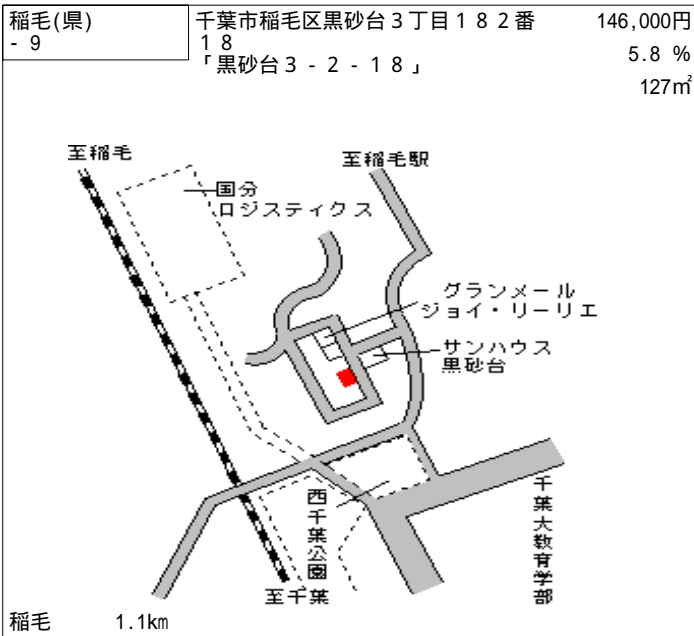 稲毛(県)
- 9
千葉市稲毛区黒砂台３丁目１８２番
１８
「黒砂台３-２-１８」
146,000円
5.8 %
127㎡
至稲毛
至稲毛駅
国分
ロジスティクス
グランメール
ジョイ・リーリエ
サンハウス
黒砂台
西千葉公園
千葉大教育学部
至千葉
稲毛 1.1km